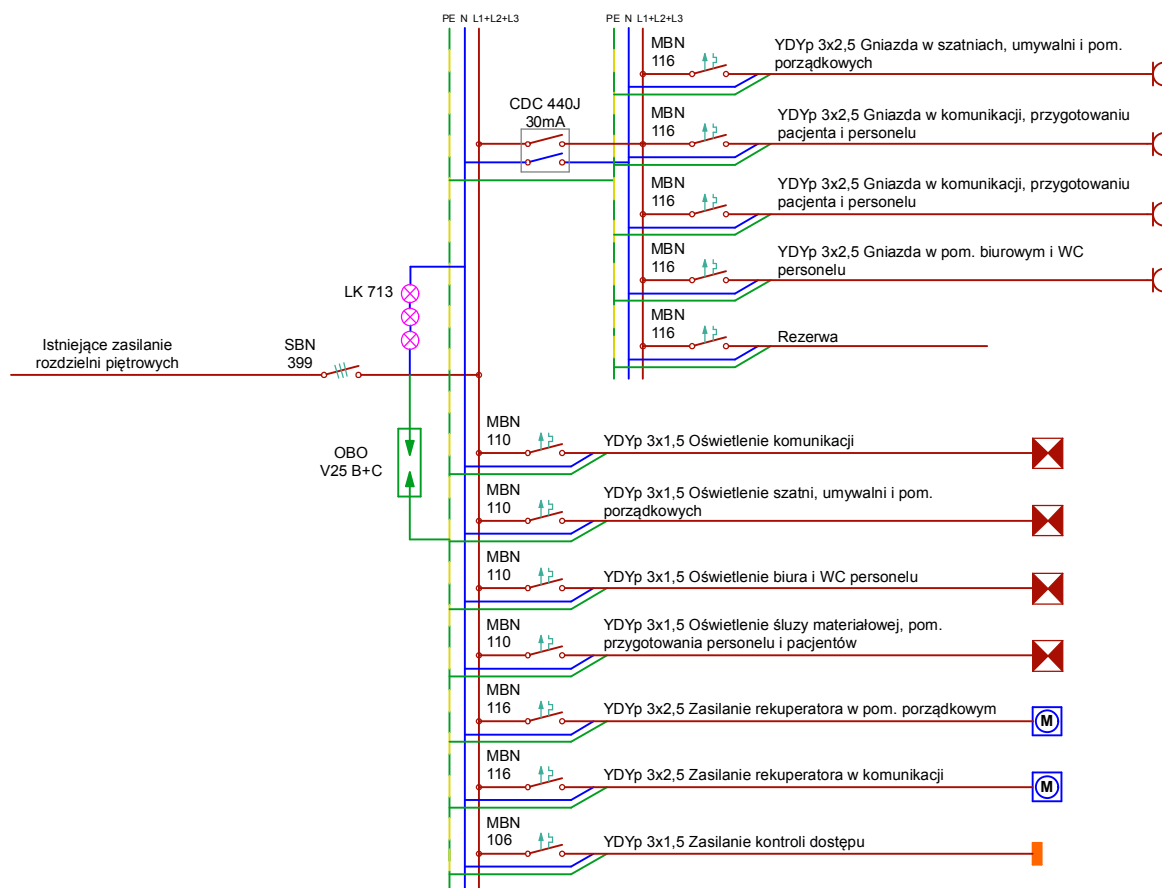 PE N L1+L2+L3
PE N L1+L2+L3
MBN
116
YDYp 3x2,5 Gniazda w szatniach, umywalni i pom.
porządkowych
CDC 440J
30mA
MBN
116
YDYp 3x2,5 Gniazda w komunikacji, przygotowaniu
pacjenta i personelu
MBN
116
YDYp 3x2,5 Gniazda w komunikacji, przygotowaniu
pacjenta i personelu
MBN
116
YDYp 3x2,5 Gniazda w pom. biurowym i WC
personelu
MBN
116
Rezerwa
LK 713
Istniejące zasilanie
rozdzielni piętrowych
SBN
399
OBO
V25 B+C
MBN
110
YDYp 3x1,5 Oświetlenie komunikacji
MBN
110
YDYp 3x1,5 Oświetlenie szatni, umywalni i pom.
porządkowych
MBN
110
YDYp 3x1,5 Oświetlenie biura i WC personelu
MBN
110
YDYp 3x1,5 Oświetlenie śluzy materiałowej, pom.
przygotowania personelu i pacjentów
MBN
116
YDYp 3x2,5 Zasilanie rekuperatora w pom. porządkowym
M
MBN
116
YDYp 3x2,5 Zasilanie rekuperatora w komunikacji
M
MBN
106
YDYp 3x1,5 Zasilanie kontroli dostępu